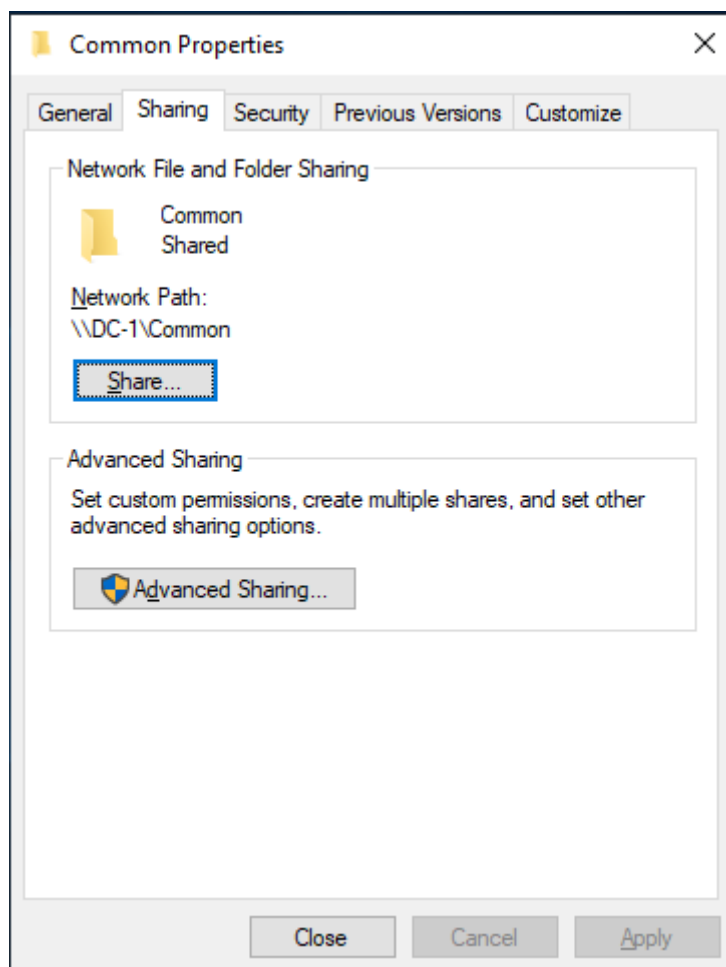 Common Properties
General Sharing Security Previous Versions Customize
Network File and Folder Sharing
Common
Shared
Network Path:
\\DC-1\Common
Share...
Advanced Sharing
Set custom permissions, create multiple shares, and set other
advanced sharing options.
Advanced Sharing...
Close Cancel Apply